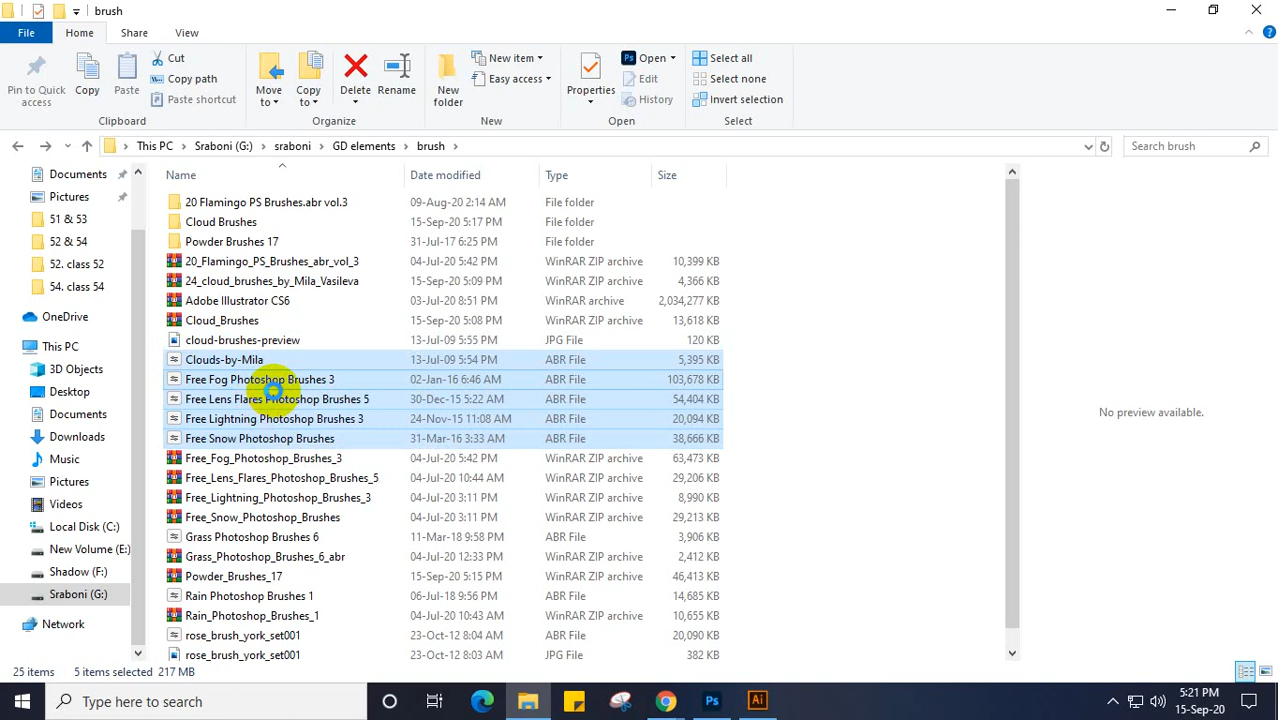 brush
File Home Share View
Pin to Quick access
Copy
Paste
Cut
Copy path
Paste shortcut
Clipboard
Move to
Copy to
Delete
Rename
Organize
New folder
New item
Easy access
New
Properties
Open
Edit
History
Open
Select all
Select none
Invert selection
Select
This PC Sraboni (G:) sraboni GD elements brush
Search brush
Documents
Pictures
51 & 53
52 & 54
52. class 52
54. class 54
OneDrive
This PC
3D Objects
Desktop
Documents
Downloads
Music
Pictures
Videos
Local Disk (C:)
New Volume (E:)
Shadow (F:)
Sraboni (G:)
Network
Name Date modified Type Size
20 Flamingo PS Brushes.abr vol.3 09-Aug-20 2:14 AM File folder
Cloud Brushes 15-Sep-20 5:17 PM File folder
Powder Brushes 17 31-Jul-17 6:25 PM File folder
20_Flamingo_PS_Brushes_abr_vol_3 04-Jul-20 5:42 PM WinRAR ZIP archive 10,399 KB
24_cloud_brushes_by_Mila_Vasileva 15-Sep-20 5:09 PM WinRAR ZIP archive 4,366 KB
Adobe Illustrator CS6 03-Jul-20 8:51 PM WinRAR archive 2,034,277 KB
Cloud_Brushes 15-Sep-20 5:08 PM WinRAR ZIP archive 13,618 KB
cloud-brushes-preview 13-Jul-09 5:55 PM JPG File 120 KB
Clouds-by-Mila 13-Jul-09 5:54 PM ABR File 5,395 KB
Free Fog Photoshop Brushes 3 02-Jan-16 6:46 AM ABR File 103,678 KB
Free Lens Flares Photoshop Brushes 5 30-Dec-15 5:22 AM ABR File 54,404 KB
Free Lightning Photoshop Brushes 3 24-Nov-15 11:08 AM ABR File 20,094 KB
Free Snow Photoshop Brushes 31-Mar-16 3:33 AM ABR File 38,666 KB
Free_Fog_Photoshop_Brushes_3 04-Jul-20 5:42 PM WinRAR ZIP archive 63,473 KB
Free_Lens_Flares_Photoshop_Brushes_5 04-Jul-20 10:44 AM WinRAR ZIP archive 29,206 KB
Free_Lightning_Photoshop_Brushes_3 04-Jul-20 3:11 PM WinRAR ZIP archive 8,990 KB
Free_Snow_Photoshop_Brushes 04-Jul-20 3:11 PM WinRAR ZIP archive 29,213 KB
Grass Photoshop Brushes 6 11-Mar-18 9:58 PM ABR File 3,906 KB
Grass_Photoshop_Brushes_6_abr 04-Jul-20 12:33 PM WinRAR ZIP archive 2,412 KB
Powder_Brushes_17 15-Sep-20 5:15 PM WinRAR ZIP archive 46,413 KB
Rain Photoshop Brushes 1 06-Jul-18 9:56 PM ABR File 14,685 KB
Rain_Photoshop_Brushes_1 04-Jul-20 10:43 AM WinRAR ZIP archive 10,655 KB
rose_brush_york_set001 23-Oct-12 8:04 AM ABR File 20,090 KB
rose_brush_york_set001 23-Oct-12 8:03 AM JPG File 382 KB
No preview available.
25 items 5 items selected 217 MB
Type here to search
Ps
Ai
5:21 PM
15-Sep-20